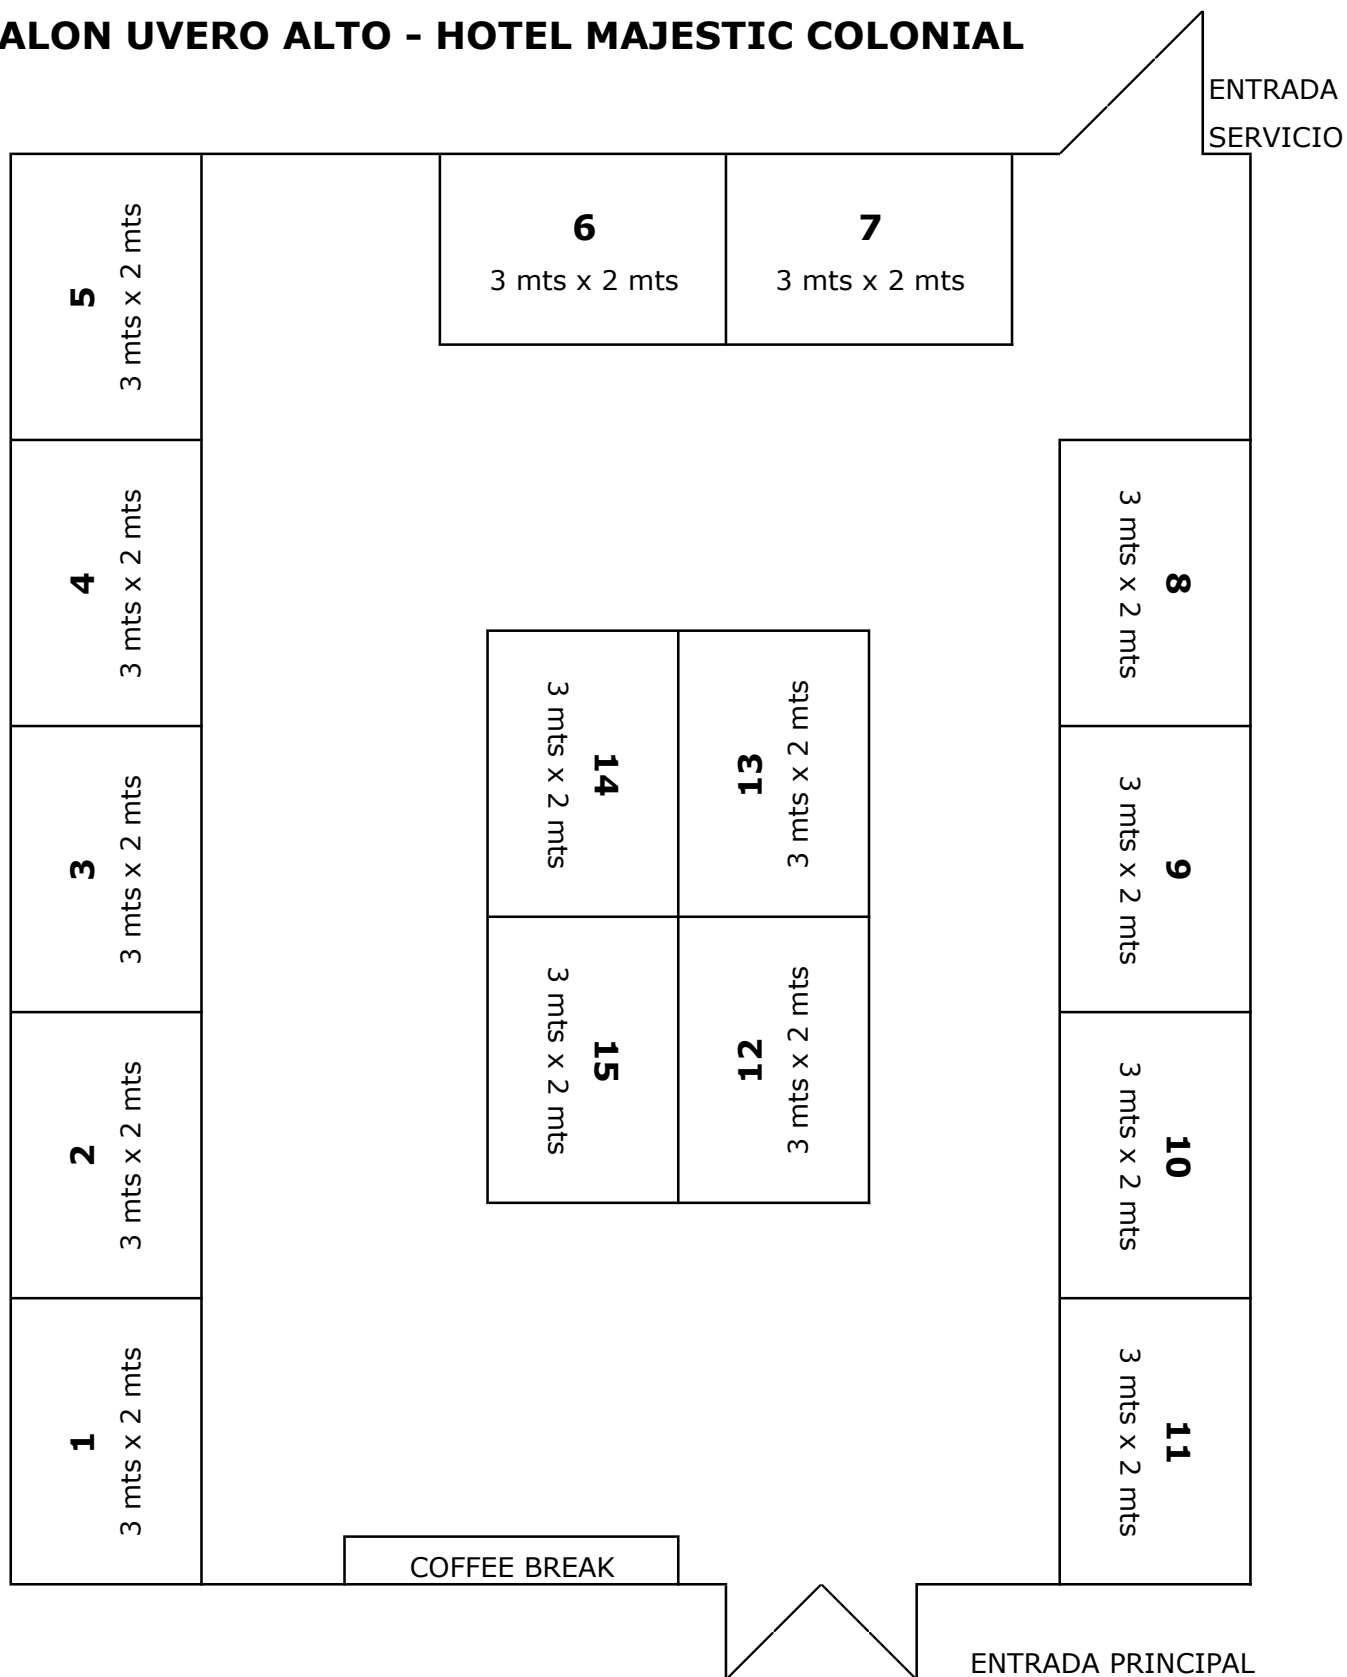 ALON UVERO ALTO - HOTEL MAJESTIC COLONIAL
ENTRADA
SERVICIO
5
3 mts x 2 mts
6
3 mts x 2 mts
7
3 mts x 2 mts
4
3 mts x 2 mts
8
3 mts x 2 mts
14
3 mts x 2 mts
13
3 mts x 2 mts
3
3 mts x 2 mts
9
3 mts x 2 mts
15
3 mts x 2 mts
12
3 mts x 2 mts
2
3 mts x 2 mts
10
3 mts x 2 mts
1
3 mts x 2 mts
11
3 mts x 2 mts
COFFEE BREAK
ENTRADA PRINCIPAL